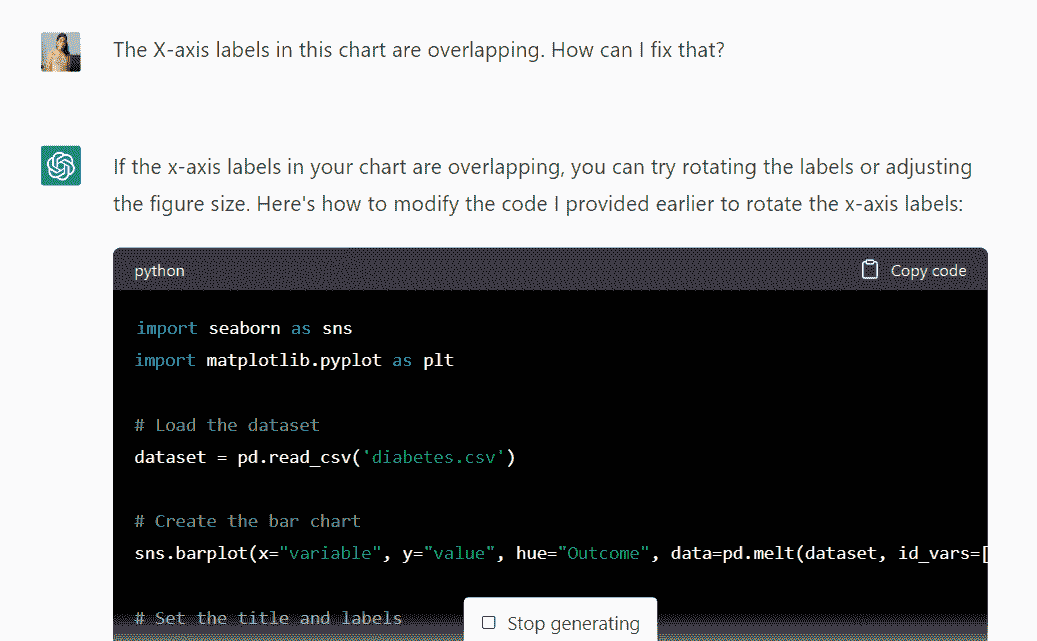 The X-axis labels in this chart are overlapping. How can I fix that?
If the x-axis labels in your chart are overlapping, you can try rotating the labels or adjusting
the figure size. Here's how to modify the code I provided earlier to rotate the x-axis labels:
python Copy code
import seaborn as sns
import matplotlib.pyplot as plt
# Load the dataset
dataset = pd.read_csv('diabetes.csv')
# Create the bar chart
sns.barplot(x="variable", y="value", hue="Outcome", data=pd.melt(dataset, id_vars=[
# Set the title and labels
Stop generating